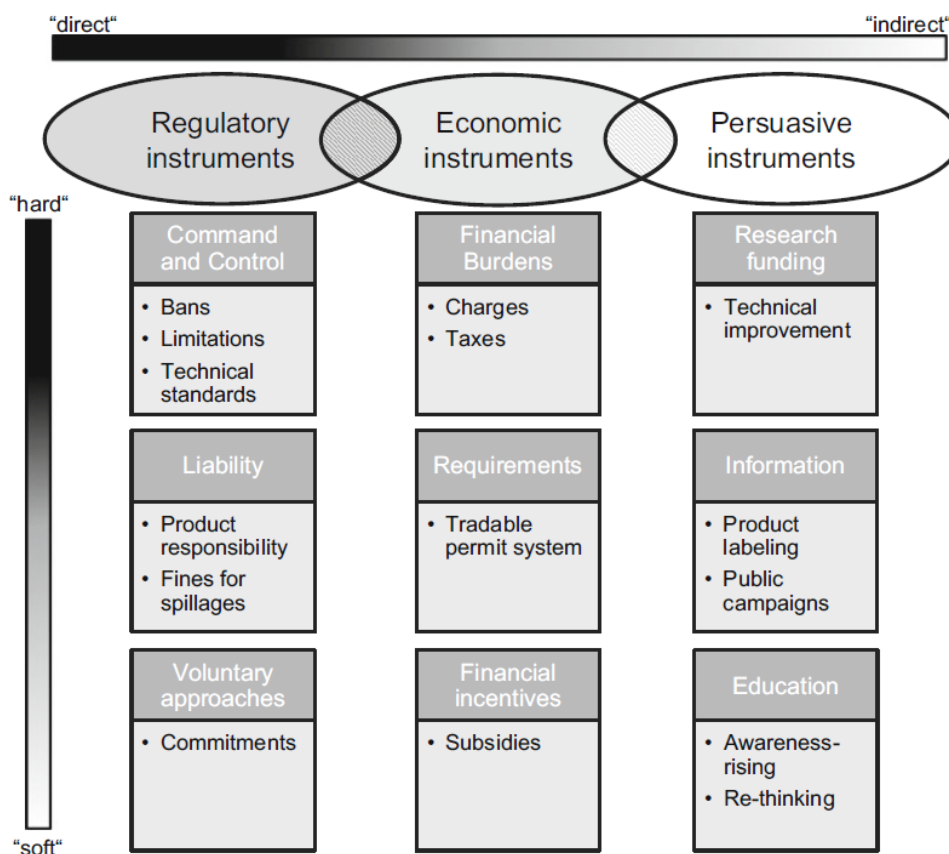 “direct“
“indirect“
Regulatory
instruments
Economic
instruments
Persuasive
instruments
“hard“
Command
and Control
• Bans
• Limitations
• Technical
standards
Financial
Burdens
• Charges
• Taxes
Research
funding
• Technical
improvement
Liability
• Product
responsibility
• Fines for
spillages
Requirements
• Tradable
permit system
Information
• Product
labeling
• Public
campaigns
Voluntary
approaches
• Commitments
Financial
incentives
• Subsidies
Education
• Awareness-
rising
• Re-thinking
“soft“